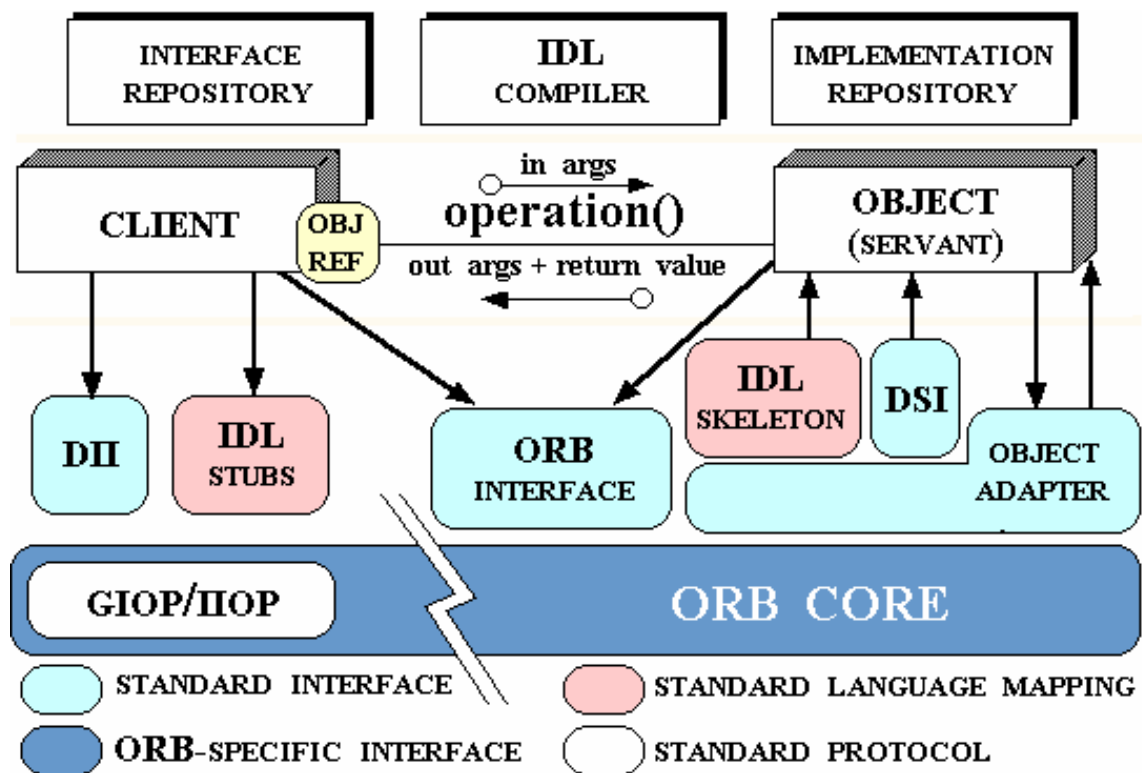 INTERFACE
REPOSITORY
IDL
COMPILER
IMPLEMENTATION
REPOSITORY
in args
operation()
out args + return value
CLIENT
OBJ
REF
OBJECT
(SERVANT)
DII
IDL
STUBS
ORB
INTERFACE
IDL
SKELETON
DSI
OBJECT
ADAPTER
GIOP/IIOP
ORB CORE
STANDARD INTERFACE
STANDARD LANGUAGE MAPPING
ORB-SPECIFIC INTERFACE
STANDARD PROTOCOL